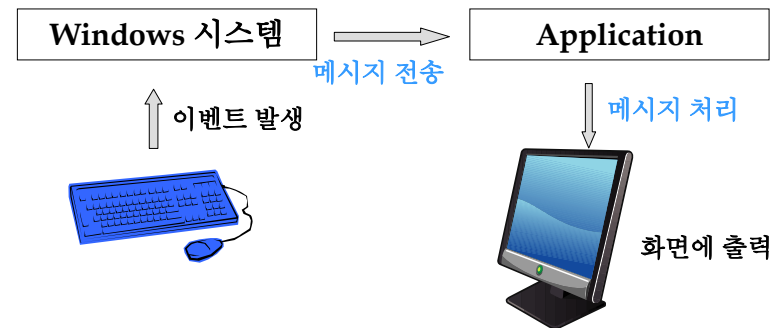 Windows 시스템
Application
메시지 전송
이벤트 발생
메시지 처리
화면에 출력